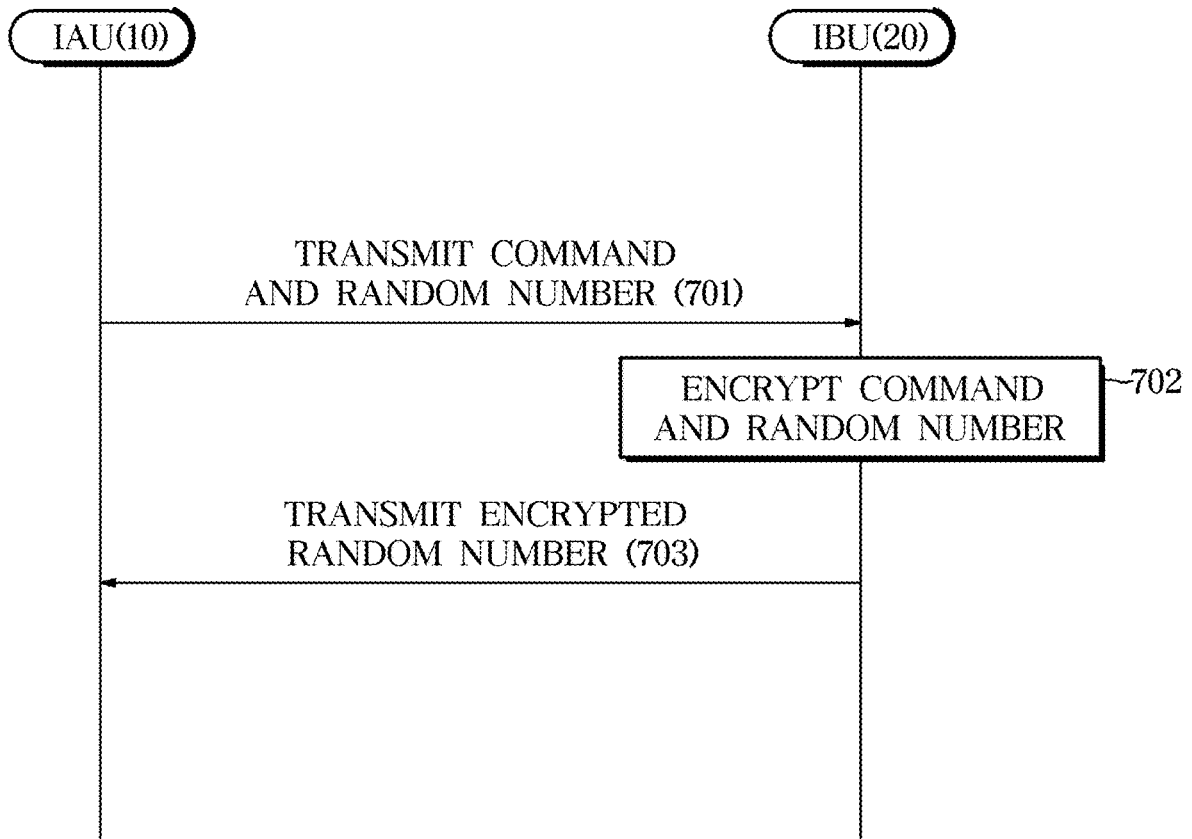 IAU(10)
IBU(20)
TRANSMIT COMMAND
AND RANDOM NUMBER (701)
ENCRYPT COMMAND
AND RANDOM NUMBER
702
TRANSMIT ENCRYPTED
RANDOM NUMBER (703)